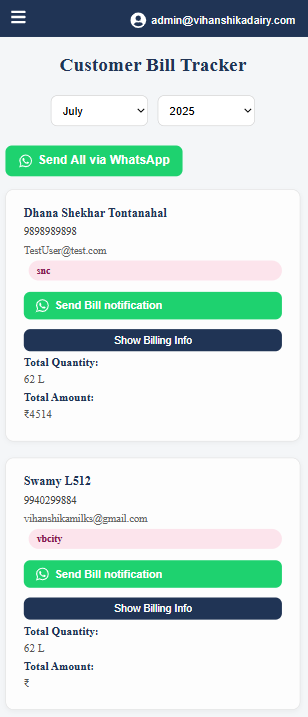 admin@vihanshikadairy.com
Customer Bill Tracker
July 2025
Send All via WhatsApp
Dhana Shekhar Tontanahal
9898989898
TestUser@test.com
snc
Send Bill notification
Show Billing Info
Total Quantity:
62 L
Total Amount:
₹4514
Swamy L512
9940299884
vihanshikamilks@gmail.com
vbcity
Send Bill notification
Show Billing Info
Total Quantity:
62 L
Total Amount:
₹